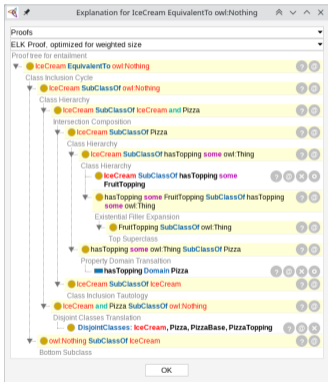 Explanation for IceCream EquivalentTo owl:Nothing
Proofs
ELK Proof, optimized for weighted size
Proof tree for entailment
IceCream EquivalentTo owl:Nothing
Class Inclusion Cycle
IceCream SubClassOf owl:Nothing
Class Hierarchy
IceCream SubClassOf IceCream and Pizza
Intersection Composition
IceCream SubClassOf Pizza
Class Hierarchy
IceCream SubClassOf hasTopping some owl:Thing
Class Hierarchy
IceCream SubClassOf hasTopping some
FruitTopping
hasTopping some FruitTopping SubClassOf hasTopping
some owl:Thing
Existential Filler Expansion
FruitTopping SubClassOf owl:Thing
Top Superclass
hasTopping some owl:Thing SubClassOf Pizza
Property Domain Translation
hasTopping Domain Pizza
IceCream SubClassOf IceCream
Class Inclusion Tautology
IceCream and Pizza SubClassOf owl:Nothing
Disjoint Classes Translation
DisjointClasses: IceCream, Pizza, PizzaBase, PizzaTopping
owl:Nothing SubClassOf IceCream
Bottom Subclass
OK